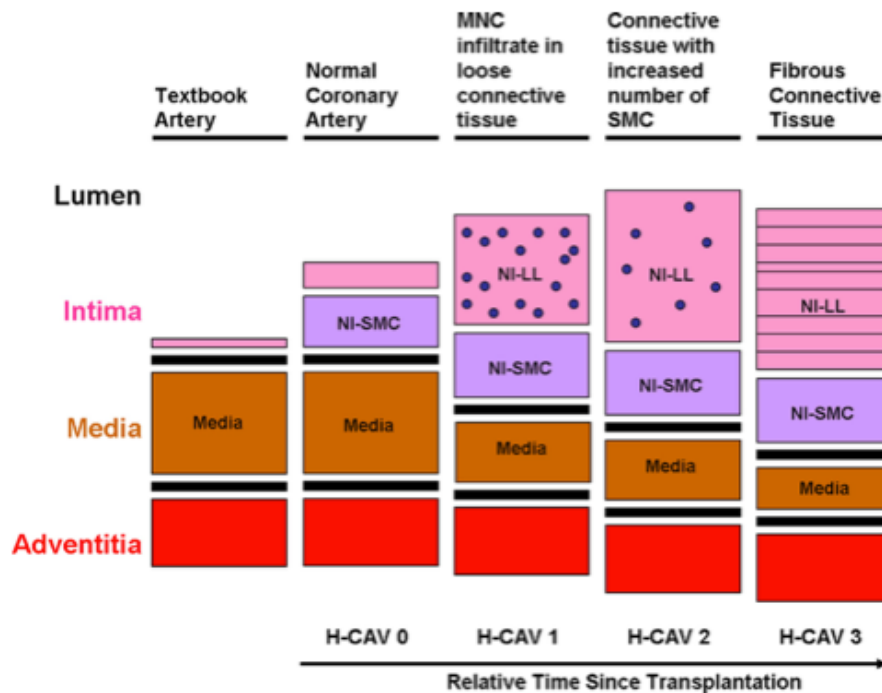 Textbook
Artery
Normal
Coronary
Artery
MNC
infiltrate in
loose
connective
tissue
Connective
tissue with
increased
number of
SMC
Fibrous
Connective
Tissue
Lumen
Intima
Media
Adventitia
Media
NI-SMC
Media
NI-LL
NI-SMC
Media
NI-LL
NI-SMC
Media
NI-LL
NI-SMC
Media
H-CAV 0
H-CAV 1
H-CAV 2
H-CAV 3
Relative Time Since Transplantation